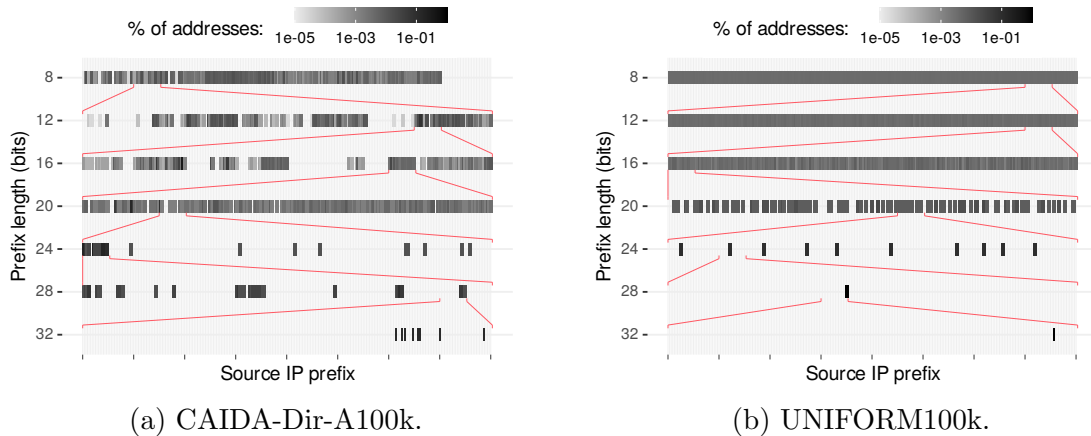 % of addresses:
1e-05 1e-03 1e-01
Prefix length (bits)
8
12
16
20
24
28
32
Source IP prefix
(a) CAIDA-Dir-A100k.
% of addresses:
1e-05 1e-03 1e-01
Prefix length (bits)
8
12
16
20
24
28
32
Source IP prefix
(b) UNIFORM100k.